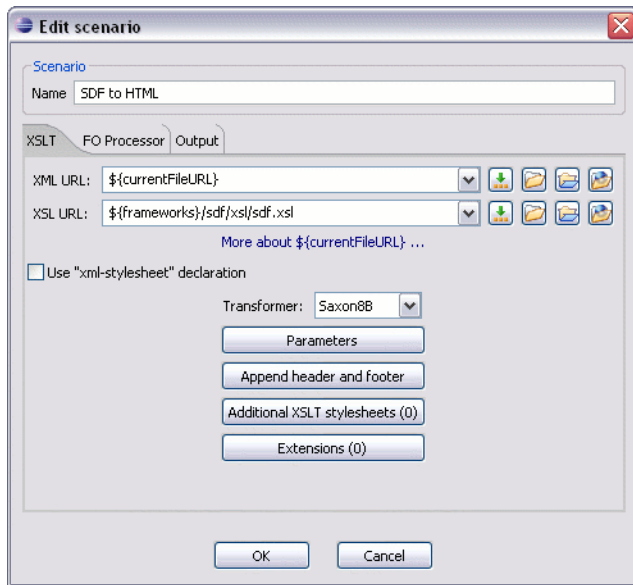 Edit scenario
Scenario
Name SDF to HTML
XSLT FO Processor Output
XML URL: ${currentFileURL}
XSL URL: ${frameworks}/sdf/xsl/sdf.xsl
More about ${currentFileURL} ...
Use "xml-stylesheet" declaration
Transformer: Saxon8B
Parameters
Append header and footer
Additional XSLT stylesheets (0)
Extensions (0)
OK Cancel